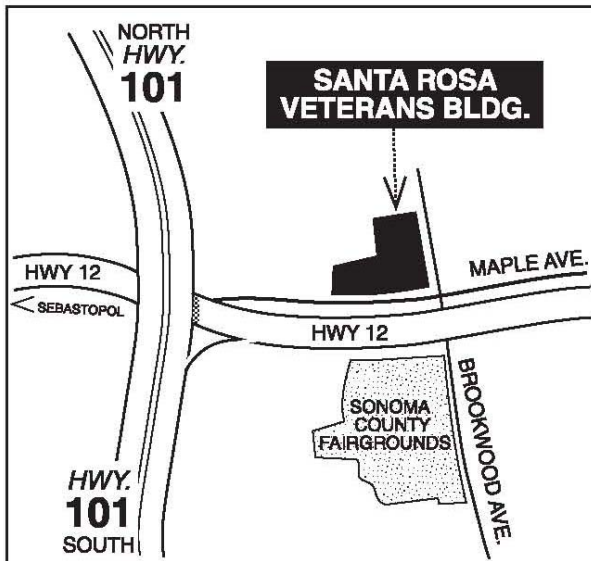 NORTH
HWY.
101
SANTA ROSA
VETERANS BLDG.
MAPLE AVE.
HWY 12
SEBASTOPOL
HWY 12
SONOMA
COUNTY
FAIRGROUNDS
BROOKWOOD AVE.
HWY.
101
SOUTH